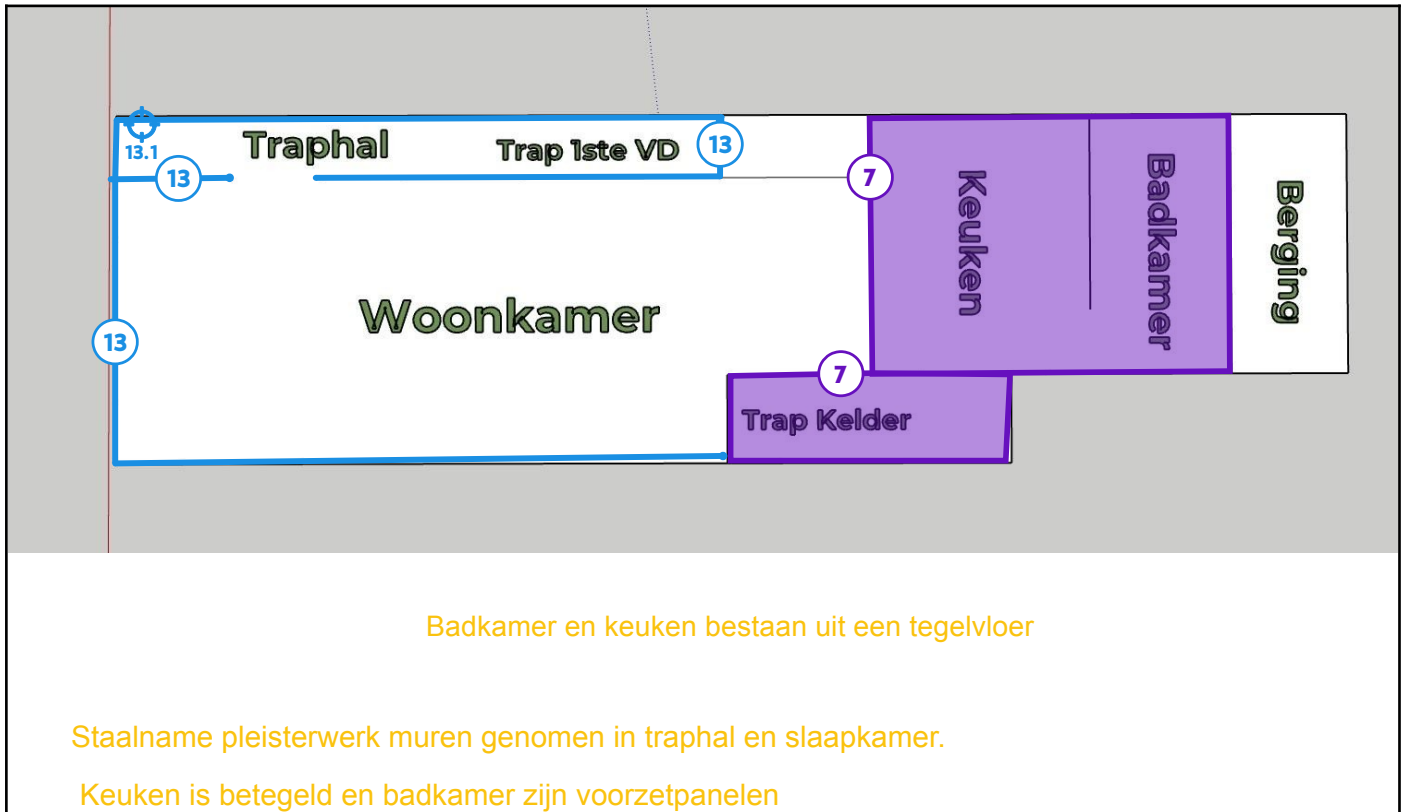 13.1
Traphal
Trap 1ste VD
13
13
7
Keuken
Badkamer
Berging
Woonkamer
13
7
Trap Kelder
Badkamer en keuken bestaan uit een tegelvloer
Staalname pleisterwerk muren genomen in traphal en slaapkamer.
Keuken is betegeld en badkamer zijn voorzetpanelen